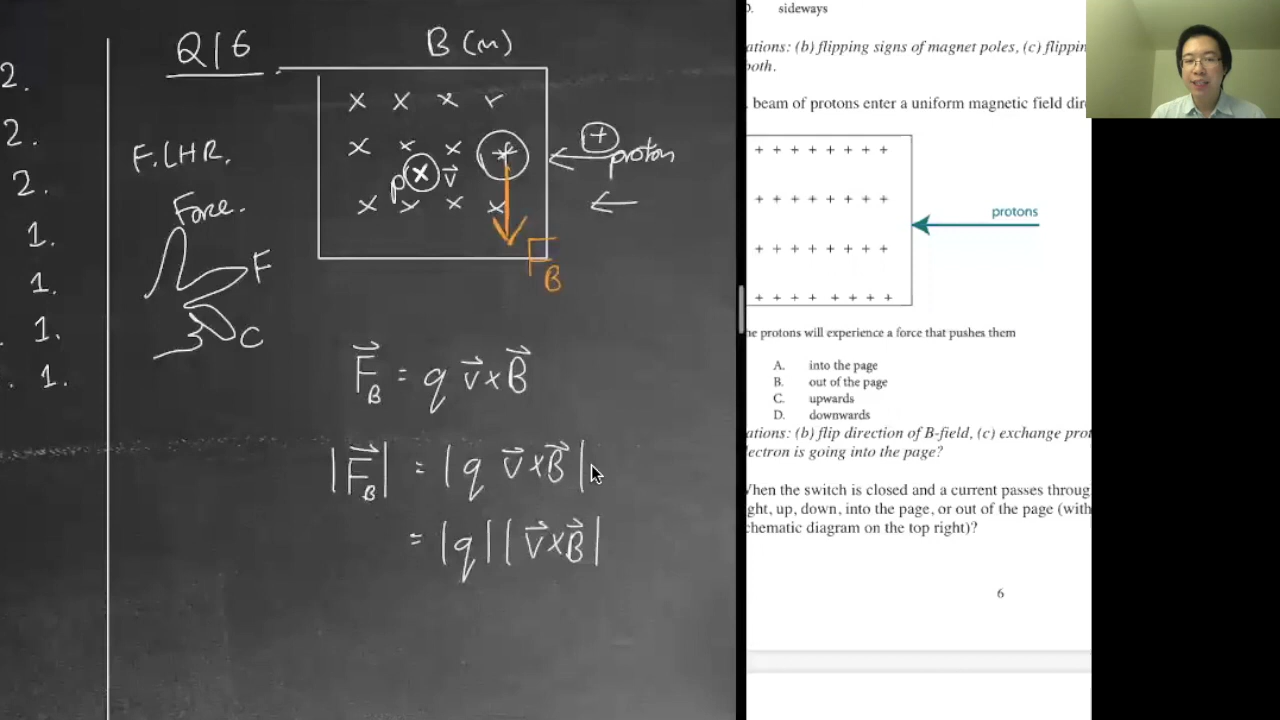 2.
2.
2.
1.
1.
1.
1.
Q16
B (in)
F.LHR.
Force.
F
C
x x x
x x x x
p x v⃗
x x x x
+
proton
F_B
F⃗_B = q v⃗ x B⃗
|F⃗_B| = |q v⃗ x B⃗|
= |q| |v⃗ x B⃗|
sideways
ations: (b) flipping signs of magnet poles, (c) flippin
both.
beam of protons enter a uniform magnetic field dir
+ + + + + + + +
+ + + + + + + +
protons
+ + + + + + + +
+ + + + + + + +
he protons will experience a force that pushes them
A. into the page
B. out of the page
C. upwards
D. downwards
ations: (b) flip direction of B-field, (c) exchange prot
lectron is going into the page?
When the switch is closed and a current passes throug
ght, up, down, into the page, or out of the page (with
chematic diagram on the top right)?
6